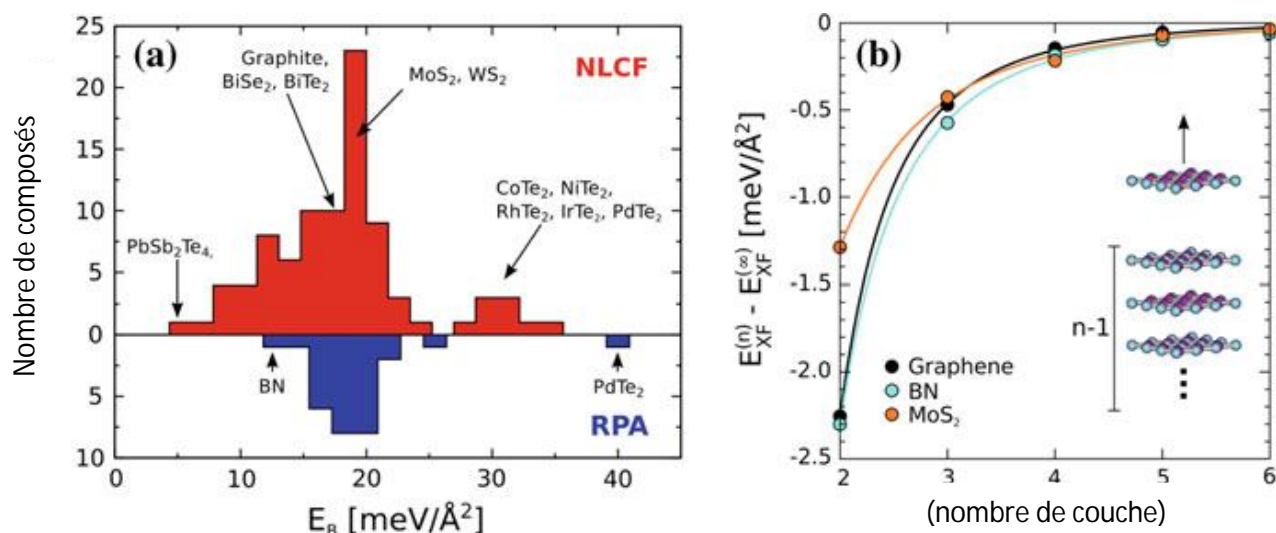 (a)
NLCF
Graphite,
BiSe₂, BiTe₂
MoS₂, WS₂
CoTe₂, NiTe₂,
RhTe₂, IrTe₂, PdTe₂
PbSb₂Te₄,
BN
PdTe₂
RPA
Nombre de composés
25
20
15
10
5
0
5
10
0
10
20
30
40
E_B [meV/Å²]
(b)
E_XF^(n) - E_XF^(∞) [meV/Å²]
0
-0.5
-1.0
-1.5
-2.0
-2.5
n-1
Graphene
BN
MoS₂
2
3
4
5
6
(nombre de couche)